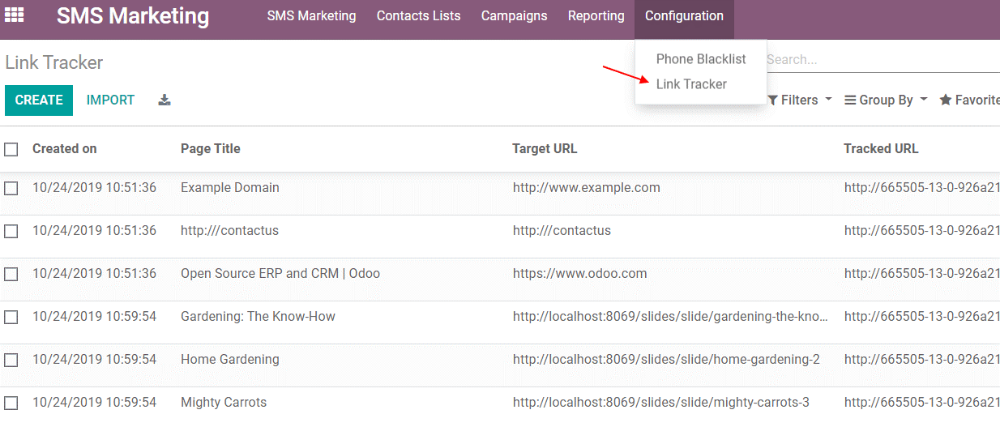 SMS Marketing SMS Marketing Contacts Lists Campaigns Reporting Configuration
Link Tracker Phone Blacklist Search...
Link Tracker
CREATE IMPORT Filters Group By Favorite
Created on Page Title Target URL Tracked URL
10/24/2019 10:51:36 Example Domain http://www.example.com http://665505-13-0-926a21
10/24/2019 10:51:36 http:///contactus http:///contactus http://665505-13-0-926a21
10/24/2019 10:51:36 Open Source ERP and CRM | Odoo https://www.odoo.com http://665505-13-0-926a21
10/24/2019 10:59:54 Gardening: The Know-How http://localhost:8069/slides/slide/gardening-the-kno... http://665505-13-0-926a21
10/24/2019 10:59:54 Home Gardening http://localhost:8069/slides/slide/home-gardening-2 http://665505-13-0-926a21
10/24/2019 10:59:54 Mighty Carrots http://localhost:8069/slides/slide/mighty-carrots-3 http://665505-13-0-926a21